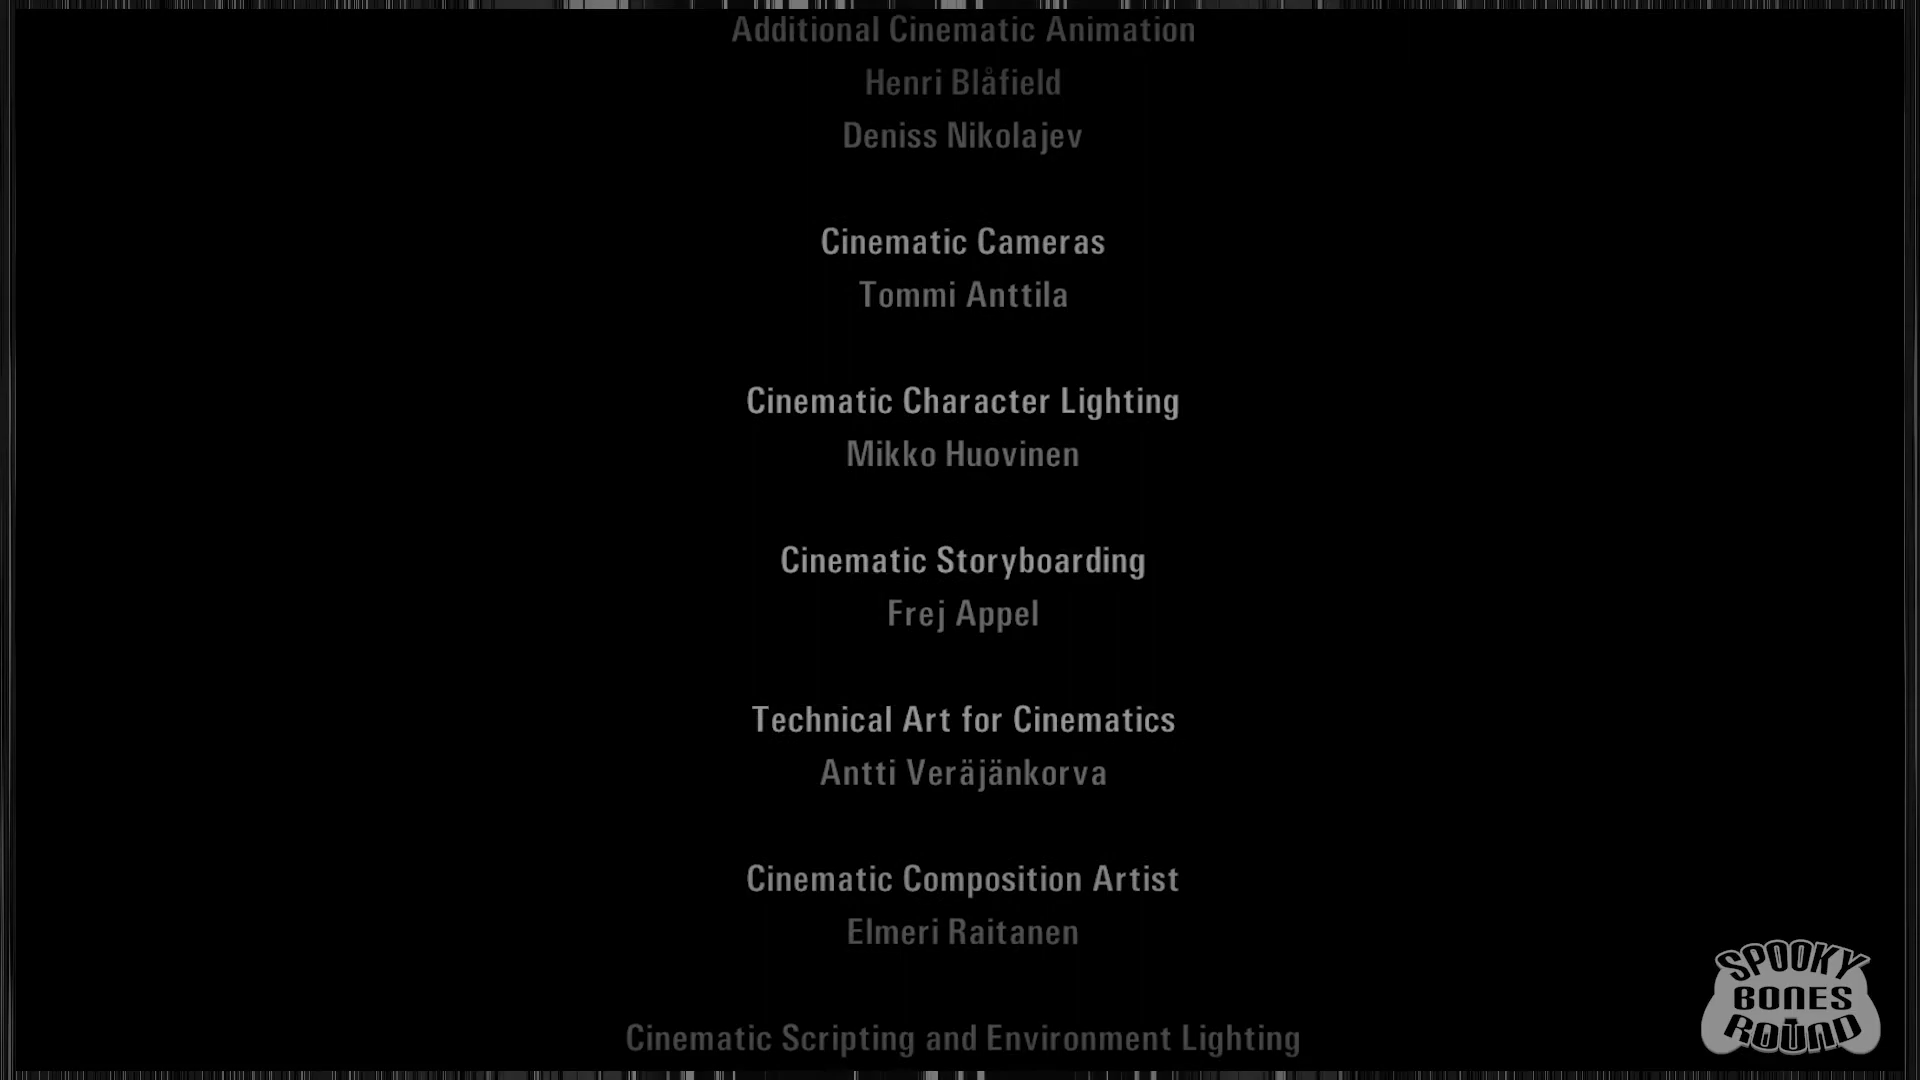 Additional Cinematic Animation
Henri Blåfield
Deniss Nikolajev
Cinematic Cameras
Tommi Anttila
Cinematic Character Lighting
Mikko Huovinen
Cinematic Storyboarding
Frej Appel
Technical Art for Cinematics
Antti Veräjänkorva
Cinematic Composition Artist
Elmeri Raitanen
Cinematic Scripting and Environment Lighting
SPOOKY
BONES
ROUND